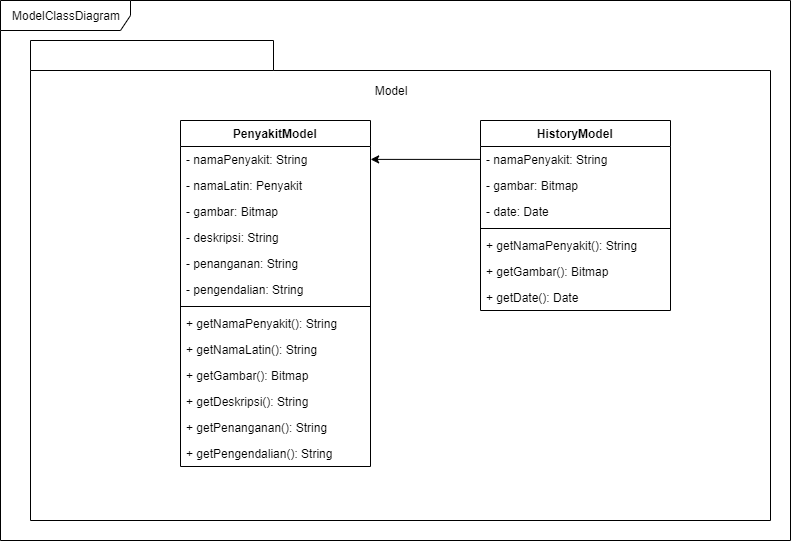 ModelClassDiagram
Model
PenyakitModel
- namaPenyakit: String
- namaLatin: Penyakit
- gambar: Bitmap
- deskripsi: String
- penanganan: String
- pengendalian: String
+ getNamaPenyakit(): String
+ getNamaLatin(): String
+ getGambar(): Bitmap
+ getDeskripsi(): String
+ getPenanganan(): String
+ getPengendalian(): String
HistoryModel
- namaPenyakit: String
- gambar: Bitmap
- date: Date
+ getNamaPenyakit(): String
+ getGambar(): Bitmap
+ getDate(): Date